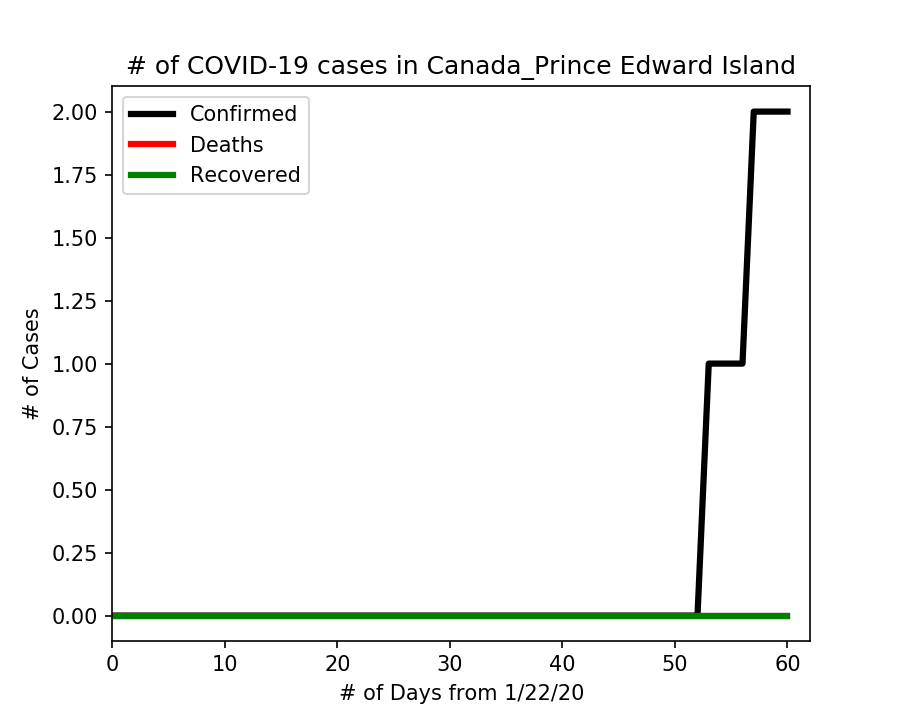 # of COVID-19 cases in Canada_Prince Edward Island
Confirmed
Deaths
Recovered
2.00
1.75
1.50
1.25
1.00
0.75
0.50
0.25
0.00
# of Cases
0 10 20 30 40 50 60
# of Days from 1/22/20